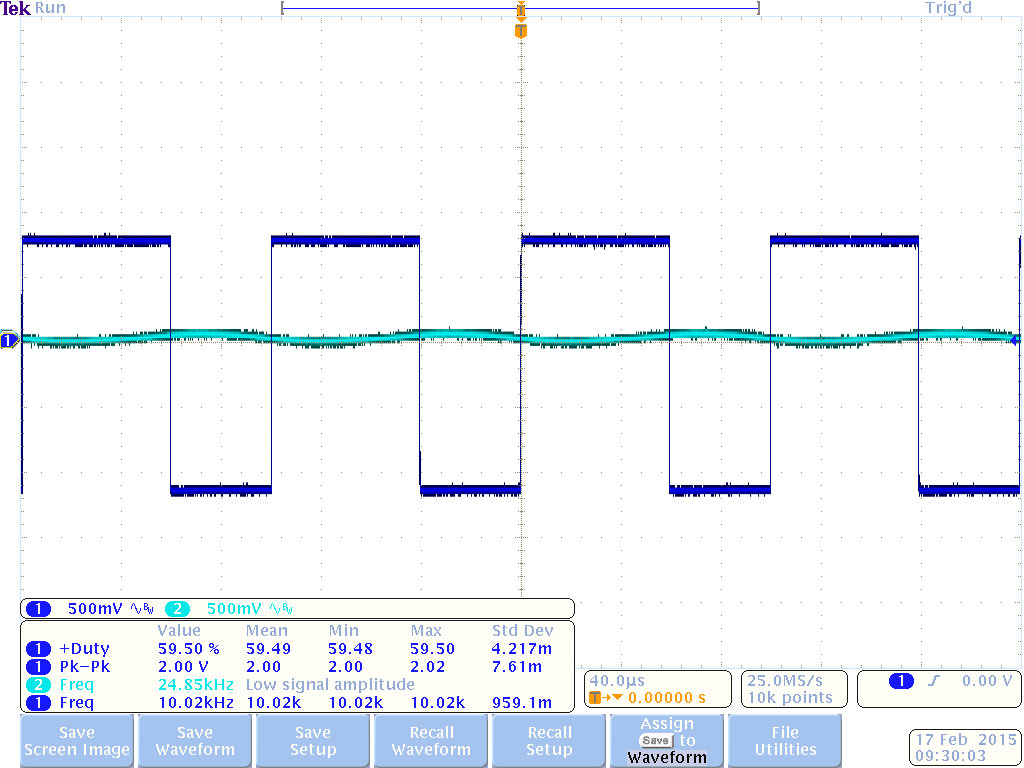 Tek Run Trig'd
T
T
1
1 500mV 2 500mV
Value Mean Min Max Std Dev
1 +Duty 59.50 % 59.49 59.48 59.50 4.217m
1 Pk-Pk 2.00 V 2.00 2.00 2.02 7.61m
2 Freq 24.85kHz Low signal amplitude
1 Freq 10.02kHz 10.02k 10.02k 10.02k 959.1m
40.0µs
T→▼ 0.00000 s
25.0MS/s
10k points
1 0.00 V
Save
Screen Image
Save
Waveform
Save
Setup
Recall
Waveform
Recall
Setup
Assign
Save to
Waveform
File
Utilities
17 Feb 2015
09:30:03